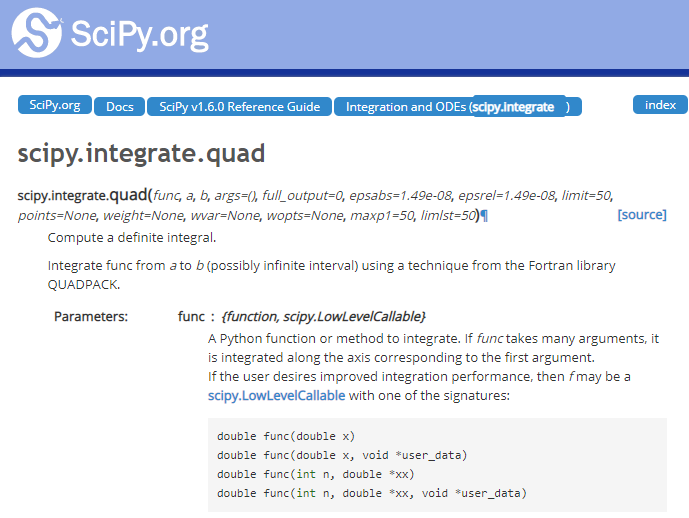 SciPy.org
SciPy.org Docs SciPy v1.6.0 Reference Guide Integration and ODEs (scipy.integrate ) index
scipy.integrate.quad
scipy.integrate.quad(func, a, b, args=(), full_output=0, epsabs=1.49e-08, epsrel=1.49e-08, limit=50,
points=None, weight=None, wvar=None, wopts=None, maxp1=50, limlst=50)¶ [source]
Compute a definite integral.
Integrate func from a to b (possibly infinite interval) using a technique from the Fortran library
QUADPACK.
Parameters: func : {function, scipy.LowLevelCallable}
A Python function or method to integrate. If func takes many arguments, it
is integrated along the axis corresponding to the first argument.
If the user desires improved integration performance, then f may be a
scipy.LowLevelCallable with one of the signatures:
double func(double x)
double func(double x, void *user_data)
double func(int n, double *xx)
double func(int n, double *xx, void *user_data)